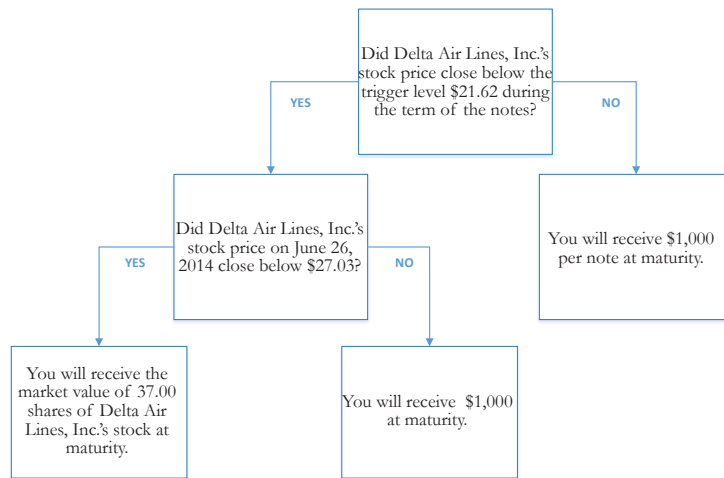 Did Delta Air Lines, Inc.'s
stock price close below the
trigger level $21.62 during
the term of the notes?
YES
NO
Did Delta Air Lines, Inc.'s
stock price on June 26,
2014 close below $27.03?
You will receive $1,000
per note at maturity.
YES
NO
You will receive the
market value of 37.00
shares of Delta Air
Lines, Inc.'s stock at
maturity.
You will receive $1,000
at maturity.